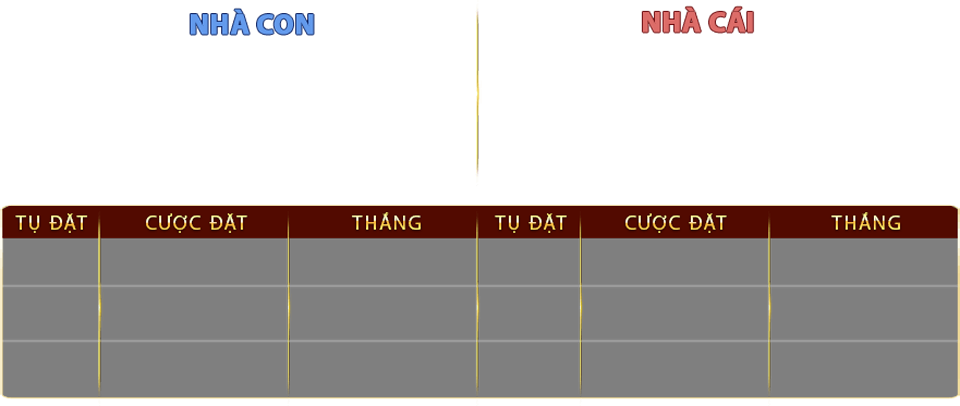 NHÀ CON
NHÀ CÁI
TỤ ĐẶT CƯỢC ĐẶT THẮNG TỤ ĐẶT CƯỢC ĐẶT THẮNG